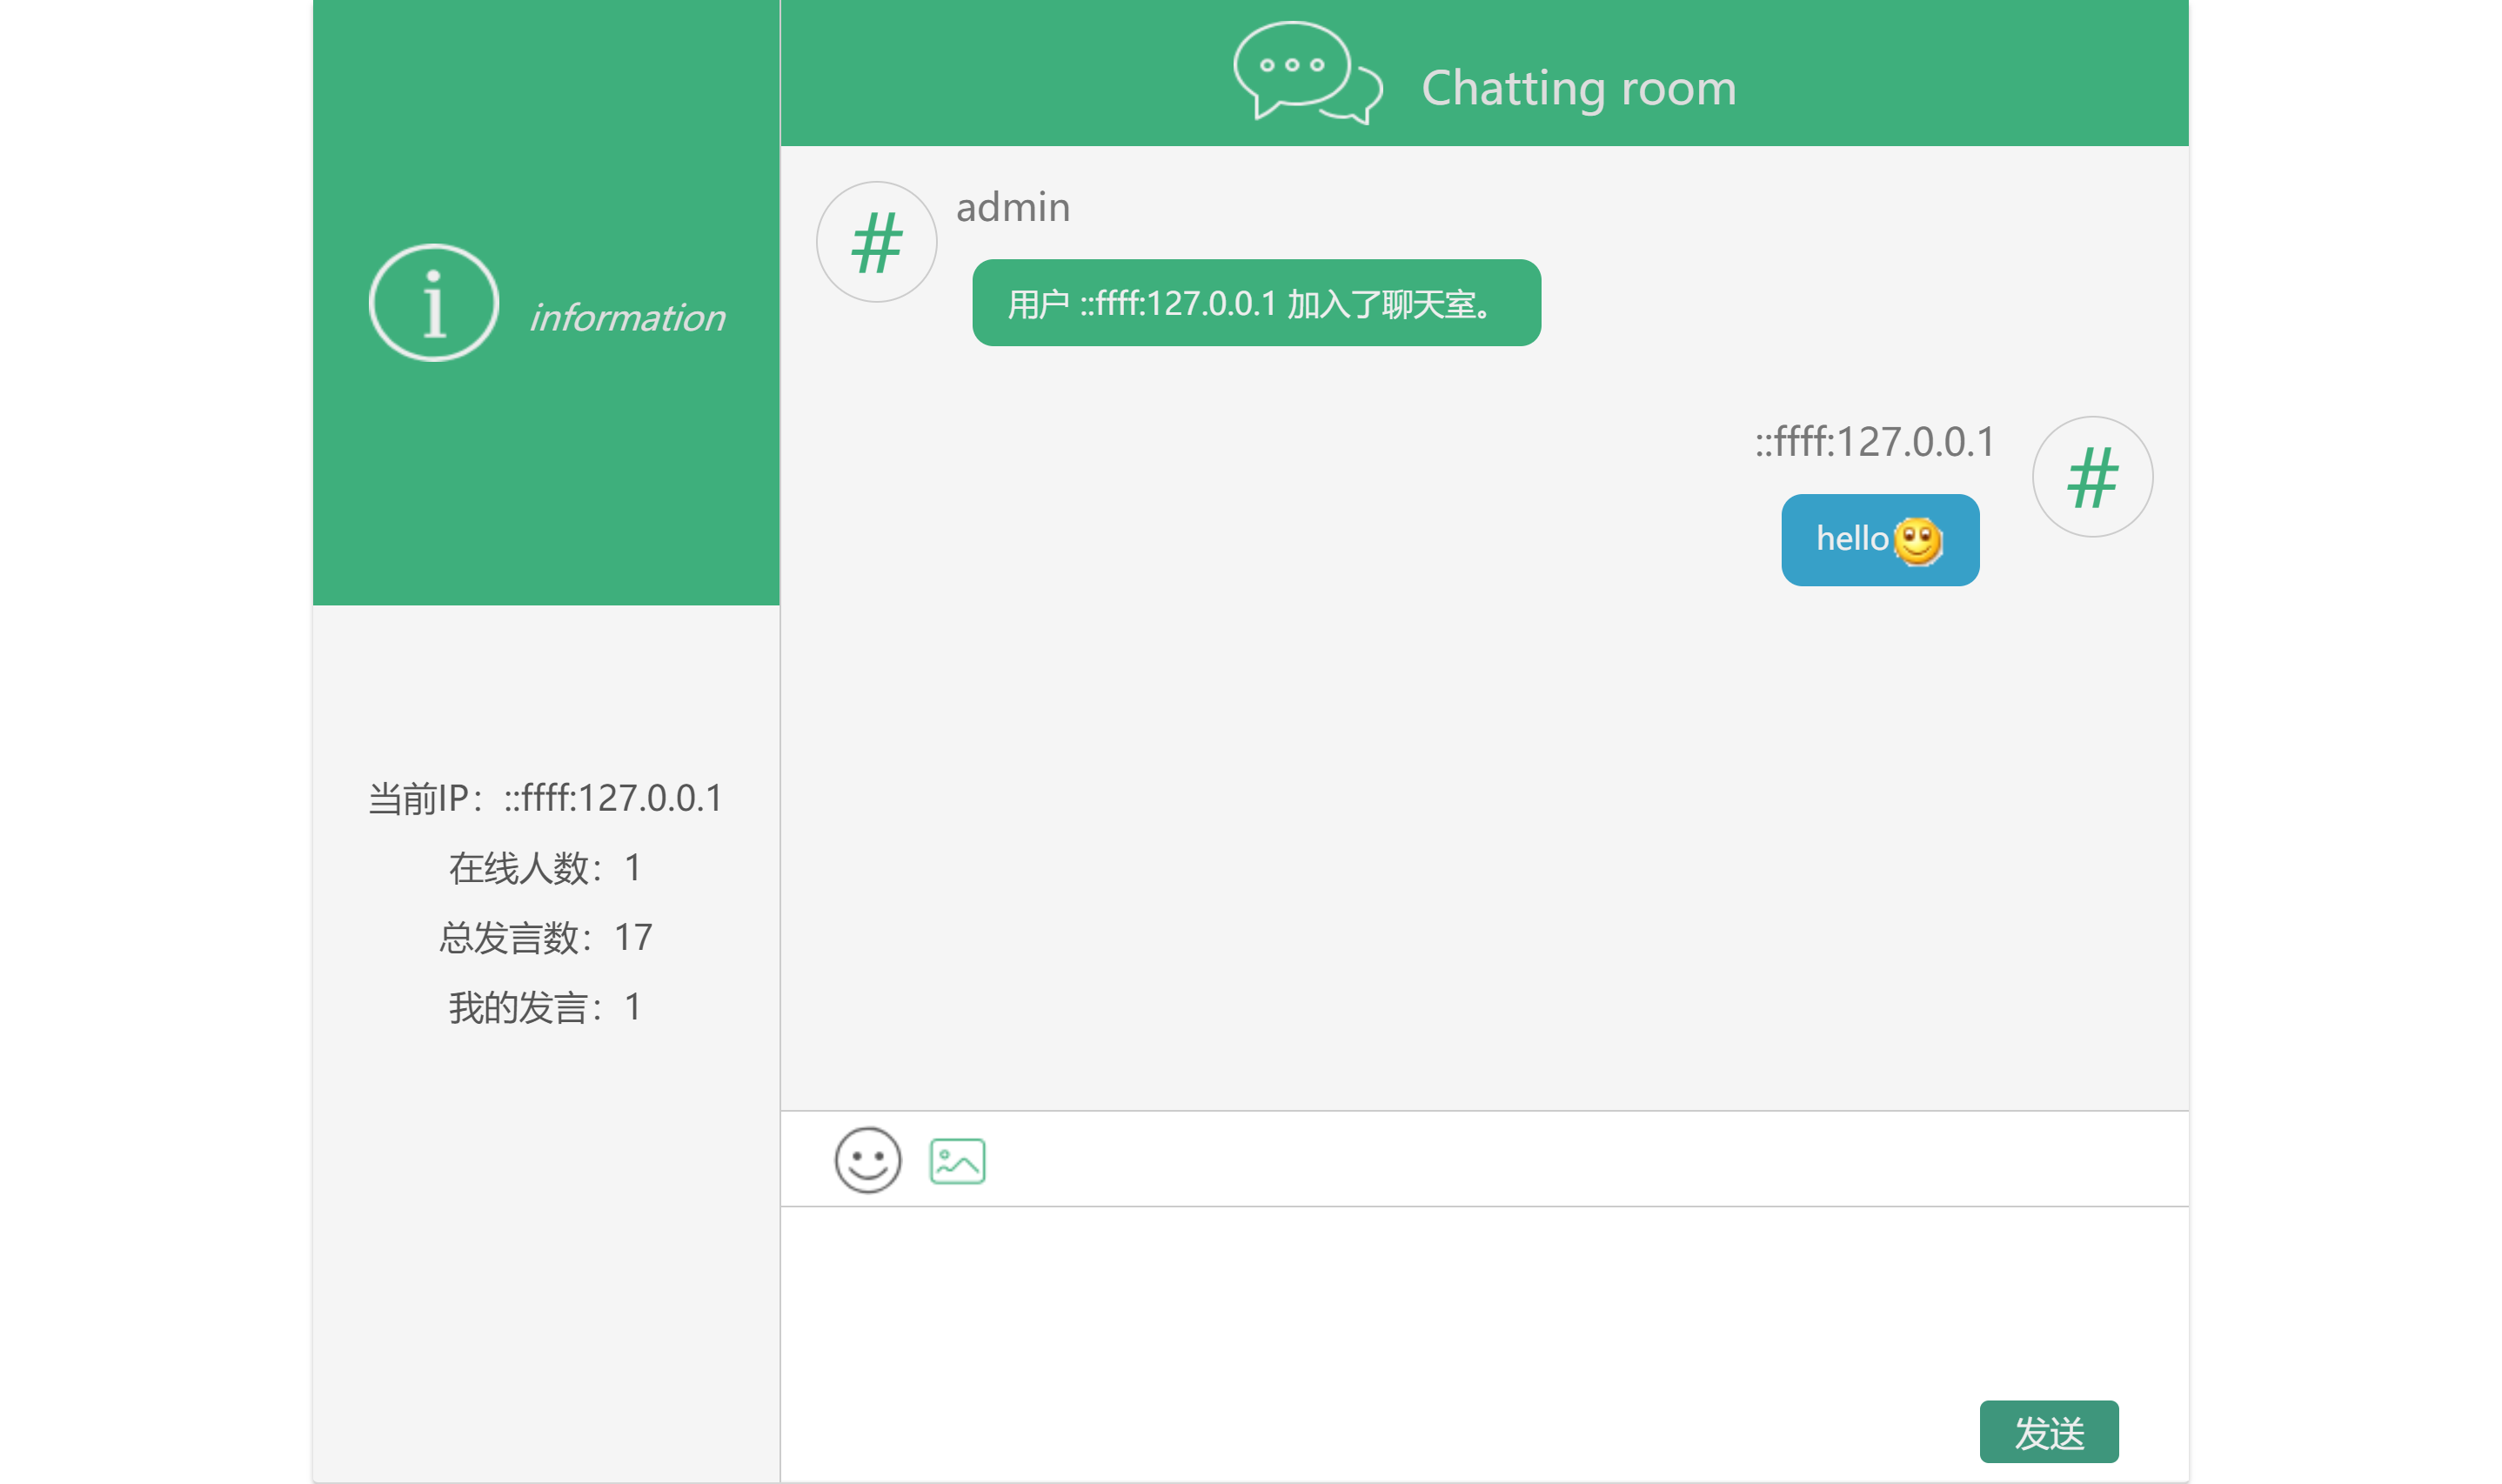 information
当前IP：::ffff:127.0.0.1
在线人数：1
总发言数：17
我的发言：1
Chatting room
#
admin
用户 ::ffff:127.0.0.1 加入了聊天室。
::ffff:127.0.0.1
#
hello
发送